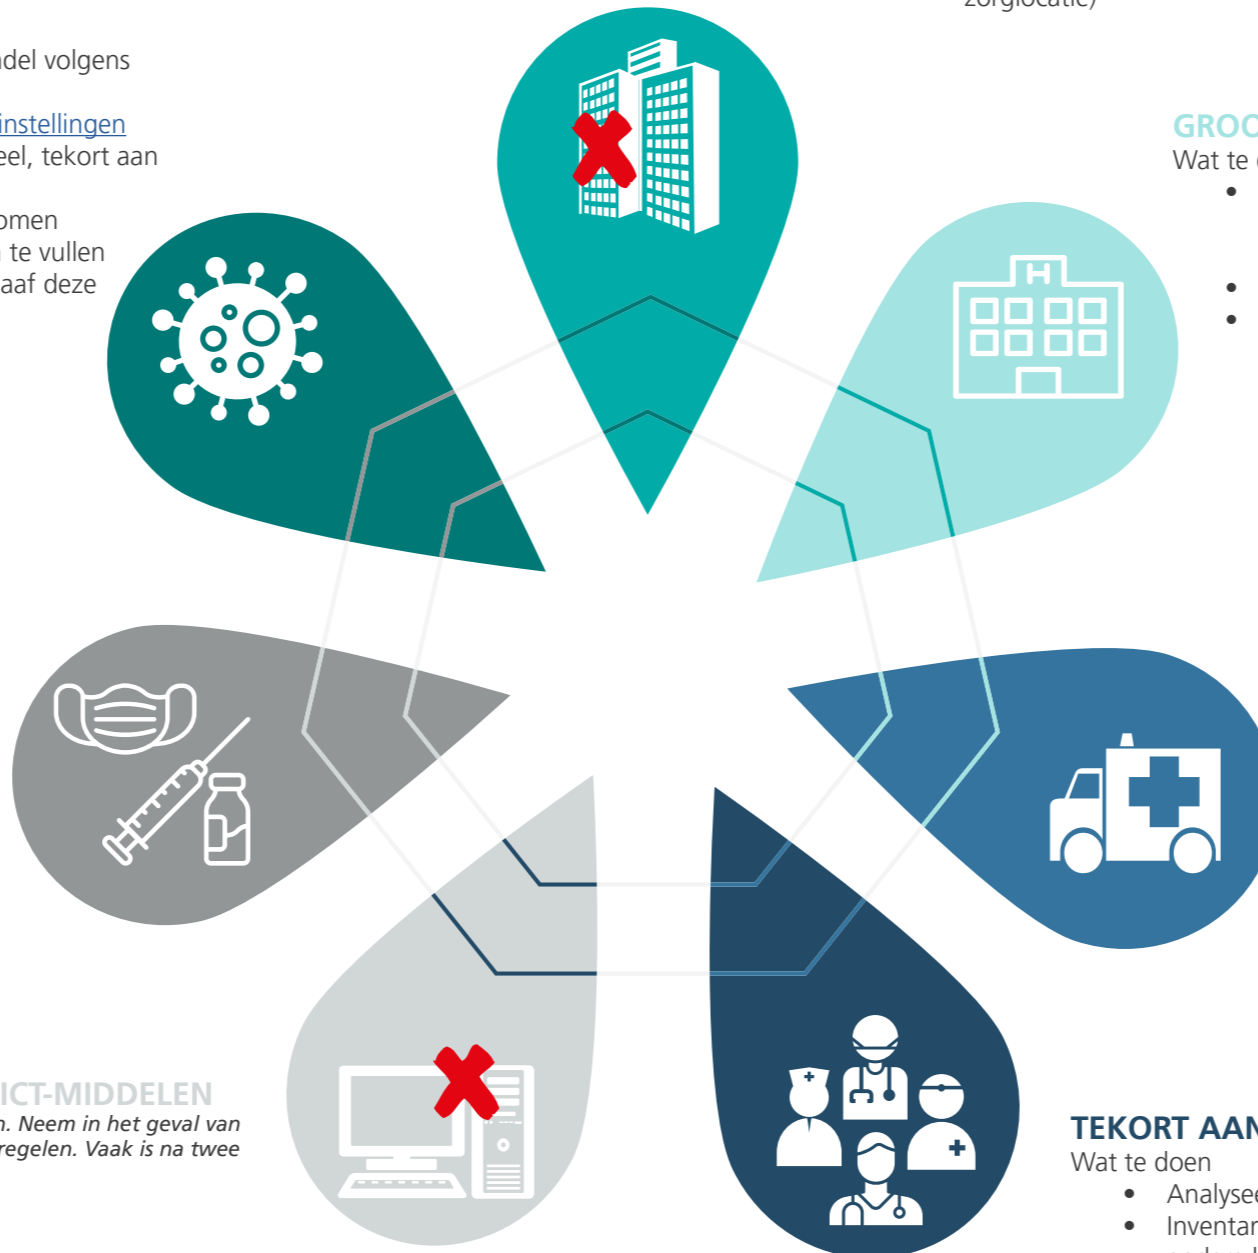 zorglocatie)
del volgens
instellingen
eel, tekort aan
omen
te vullen
aaf deze
GROO
Wat te
H
ICT-MIDDELEN
n. Neem in het geval van
regelen. Vaak is na twee
TEKORT AAN
Wat te doen
• Analysee
• Inventar